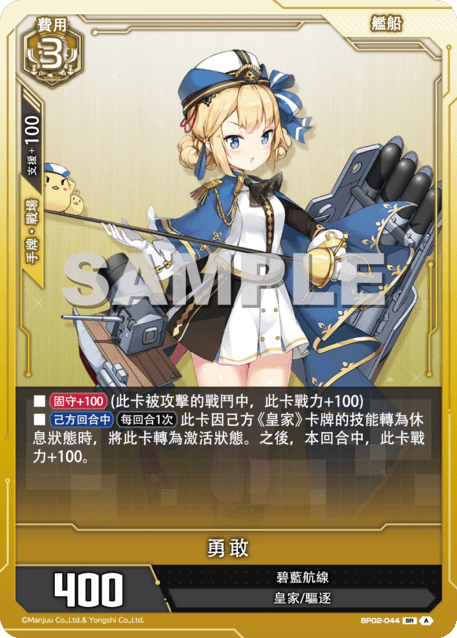 費用
3
艦船
支援+100
手牌・戰場
SAMPLE
■ 固守+100 (此卡被攻擊的戰鬥中，此卡戰力+100)
■ 己方回合中 每回合1次 此卡因己方《皇家》卡牌的技能轉為休
息狀態時，將此卡轉為激活狀態。之後，本回合中，此卡戰
力+100。
勇敢
400
碧藍航線
皇家/驅逐
©Manjuu Co.,Ltd.& Yongshi Co.,Ltd.
BP02-044 SR A